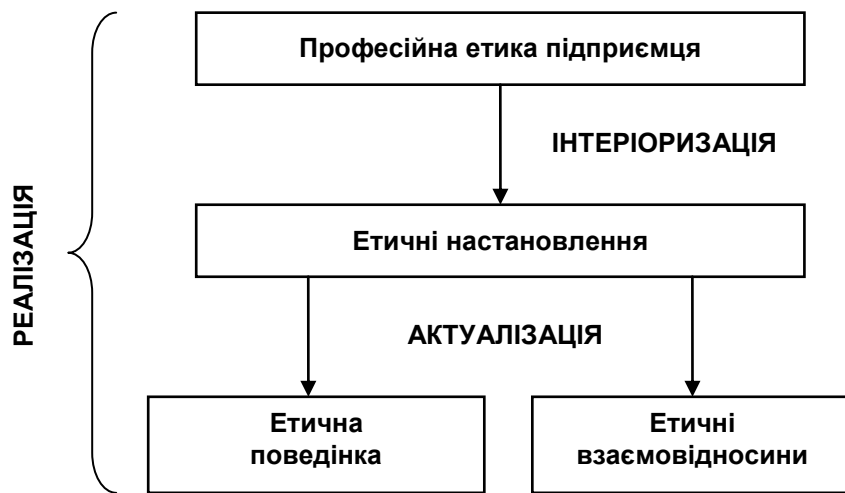 Професійна етика підприємця
ІНТЕРІОРИЗАЦІЯ
РЕАЛІЗАЦІЯ
Етичні настановлення
АКТУАЛІЗАЦІЯ
Етична
поведінка
Етичні
взаємовідносини